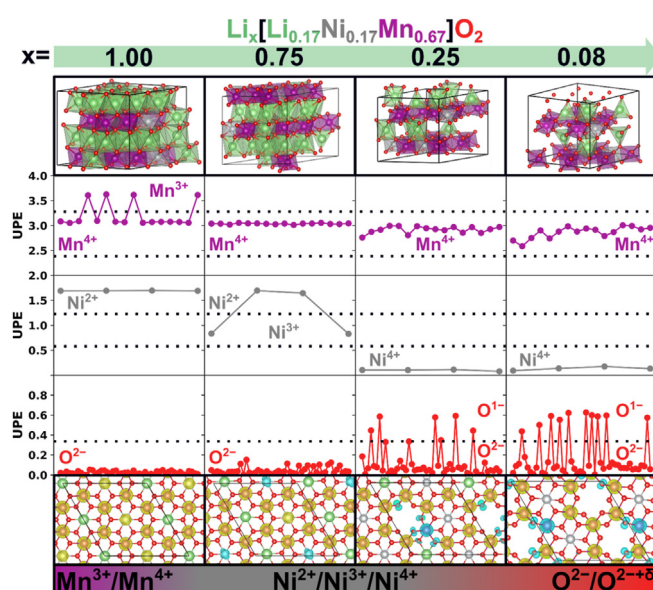 Liₓ[Li₀.₁₇Ni₀.₁₇Mn₀.₆₇]O₂
x= 1.00 0.75 0.25 0.08
4.0
3.5
3.0
2.5
UPE
Mn³⁺
Mn⁴⁺ Mn⁴⁺ Mn⁴⁺ Mn⁴⁺
2.0
1.5
1.0
0.5
UPE
Ni²⁺ Ni²⁺
Ni³⁺
Ni⁴⁺ Ni⁴⁺
0.8
0.6
0.4
0.2
0.0
UPE
O¹⁻ O¹⁻
O²⁻ O²⁻ O²⁻ O²⁻
Mn³⁺/Mn⁴⁺ Ni²⁺/Ni³⁺/Ni⁴⁺ O²⁻/O²⁻⁺δ